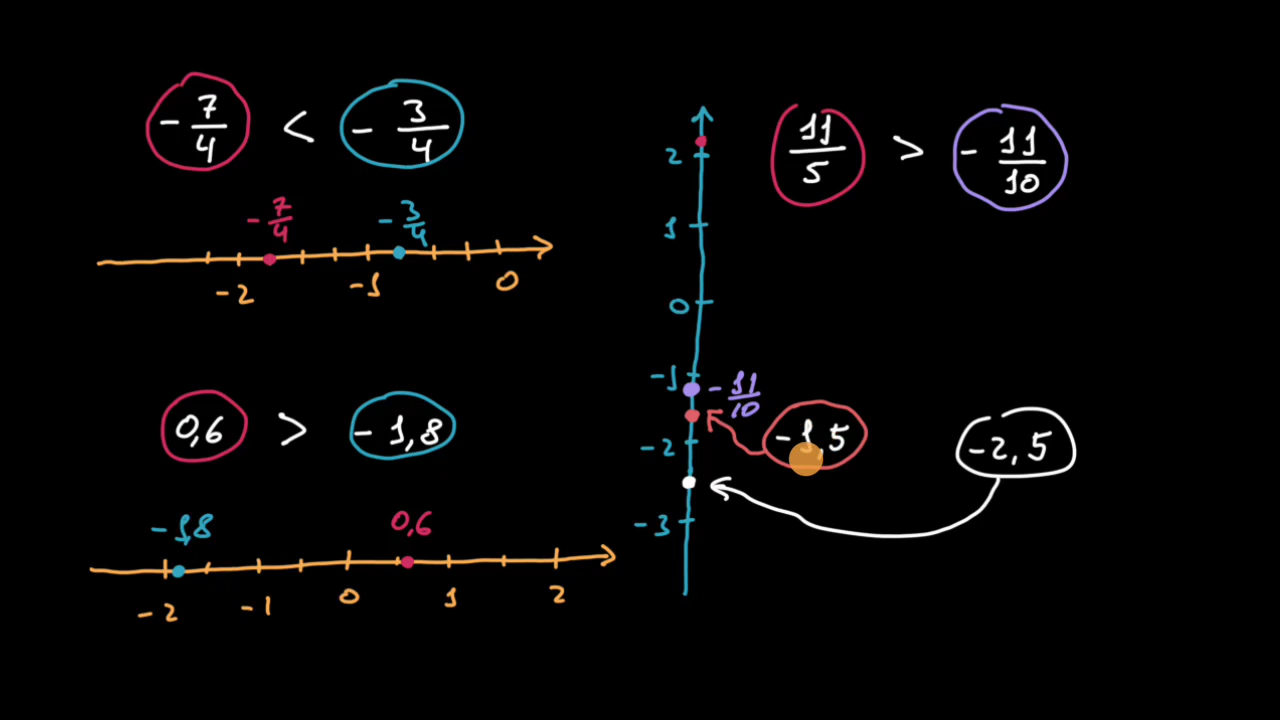 -7/4 < -3/4
-7/4 -3/4
-2 -1 0
0,6 > -1,8
-1,8 0,6
-2 -1 0 1 2
11/5 > -11/10
2
1
0
-1 -11/10
-2 -1,5 -2,5
-3